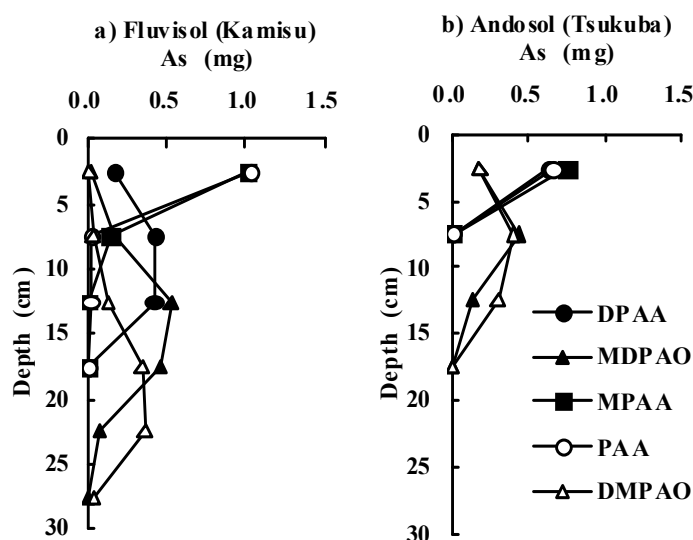 a) Fluvisol (Kamisu)
As (mg)
0.0 0.5 1.0 1.5
0
5
10
15
20
25
30
Depth (cm)
b) Andosol (Tsukuba)
As (mg)
0.0 0.5 1.0 1.5
0
5
10
15
20
25
30
Depth (cm)
DPAA
MDPAO
MPAA
PAA
DMPAO